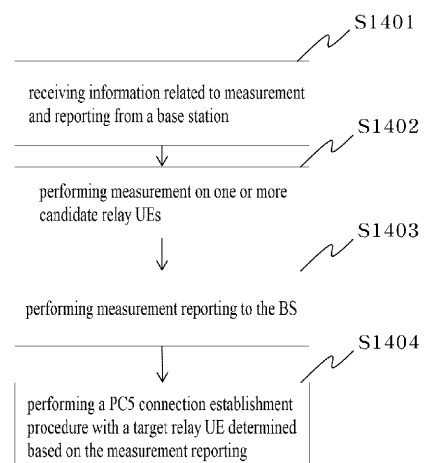 S1401
receiving information related to measurement
and reporting from a base station
S1402
performing measurement on one or more
candidate relay UEs
S1403
performing measurement reporting to the BS
S1404
performing a PC5 connection establishment
procedure with a target relay UE determined
based on the measurement reporting